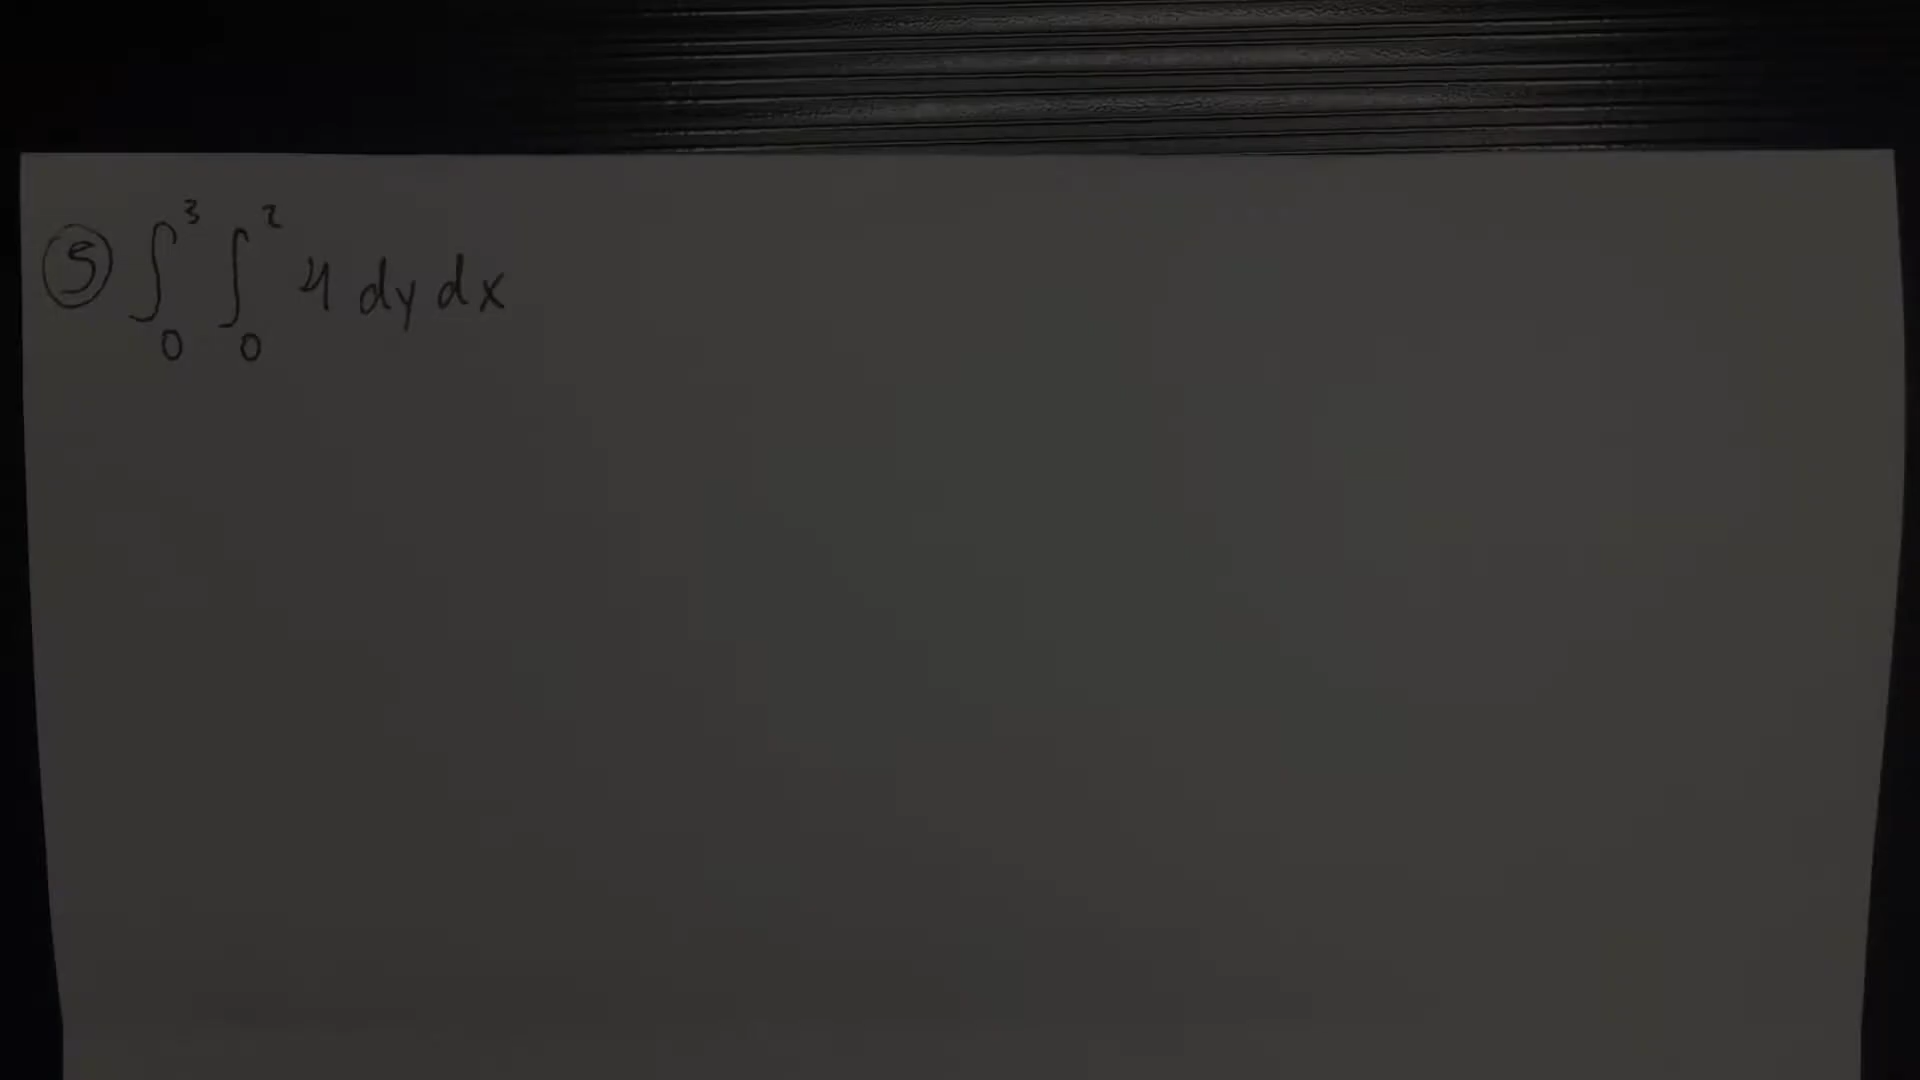 ⑤ ∫₀³ ∫₀² 4 dy dx